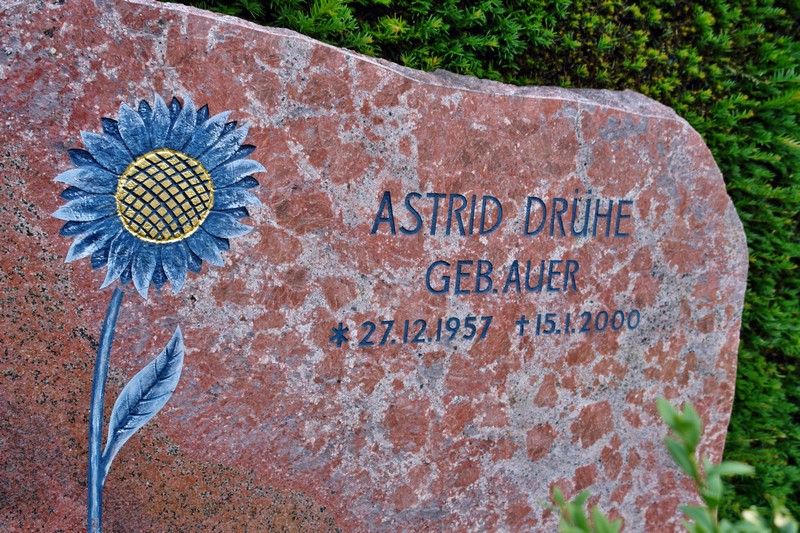 ASTRID DRÜHE
GEB. AUER
* 27.12.1957 † 15.1.2000